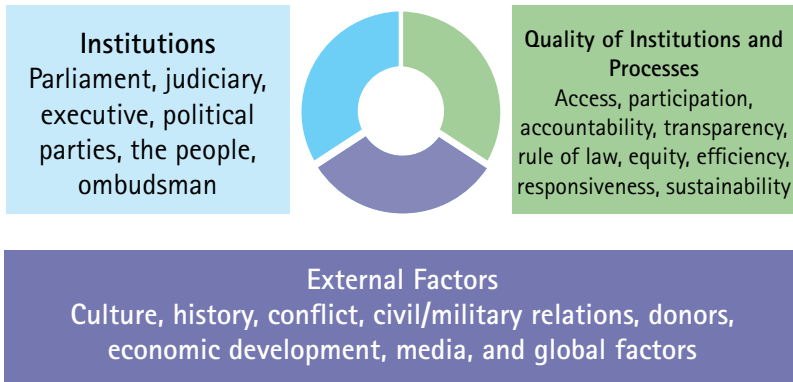 Institutions
Parliament, judiciary,
executive, political
parties, the people,
ombudsman
Quality of Institutions and
Processes
Access, participation,
accountability, transparency,
rule of law, equity, efficiency,
responsiveness, sustainability
External Factors
Culture, history, conflict, civil/military relations, donors,
economic development, media, and global factors